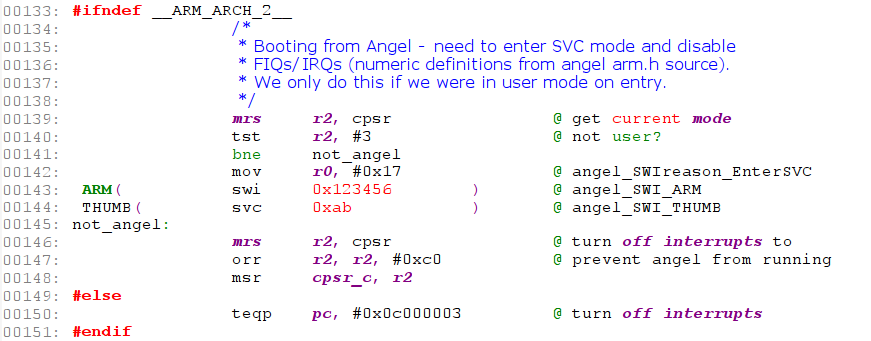 00133: #ifndef __ARM_ARCH_2__
00134: /*
00135: * Booting from Angel - need to enter SVC mode and disable
00136: * FIQs/IRQs (numeric definitions from angel arm.h source).
00137: * We only do this if we were in user mode on entry.
00138: */
00139: mrs r2, cpsr @ get current mode
00140: tst r2, #3 @ not user?
00141: bne not_angel
00142: mov r0, #0x17 @ angel_SWIreason_EnterSVC
00143: ARM( swi 0x123456 ) @ angel_SWI_ARM
00144: THUMB( svc 0xab ) @ angel_SWI_THUMB
00145: not_angel:
00146: mrs r2, cpsr @ turn off interrupts to
00147: orr r2, r2, #0xc0 @ prevent angel from running
00148: msr cpsr_c, r2
00149: #else
00150: teqp pc, #0x0c000003 @ turn off interrupts
00151: #endif